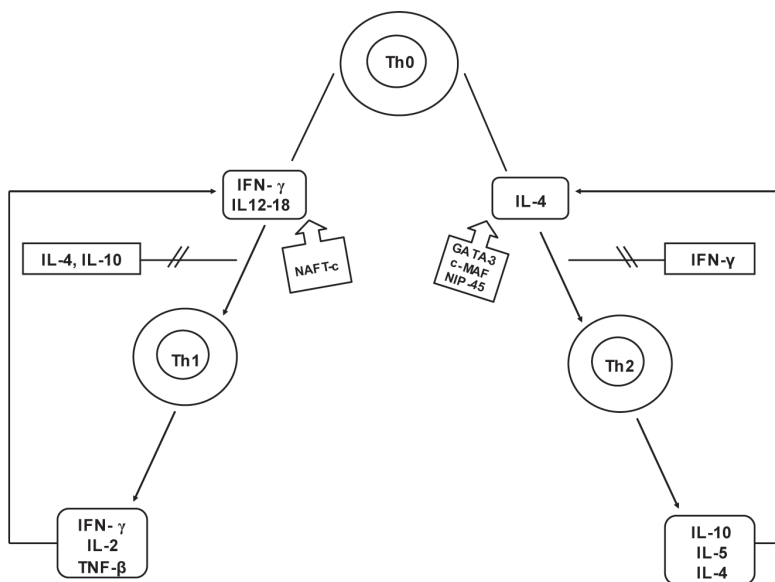 Th0
IFN- γ
IL12-18
IL-4
IL-4, IL-10
NAFT-c
GATA3
c-MAF
NIP-45
IFN-γ
Th1
Th2
IFN- γ
IL-2
TNF-β
IL-10
IL-5
IL-4